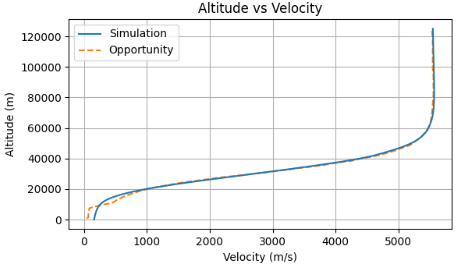 Altitude vs Velocity
Simulation
Opportunity
120000
100000
80000
60000
40000
20000
0
Altitude (m)
0 1000 2000 3000 4000 5000
Velocity (m/s)